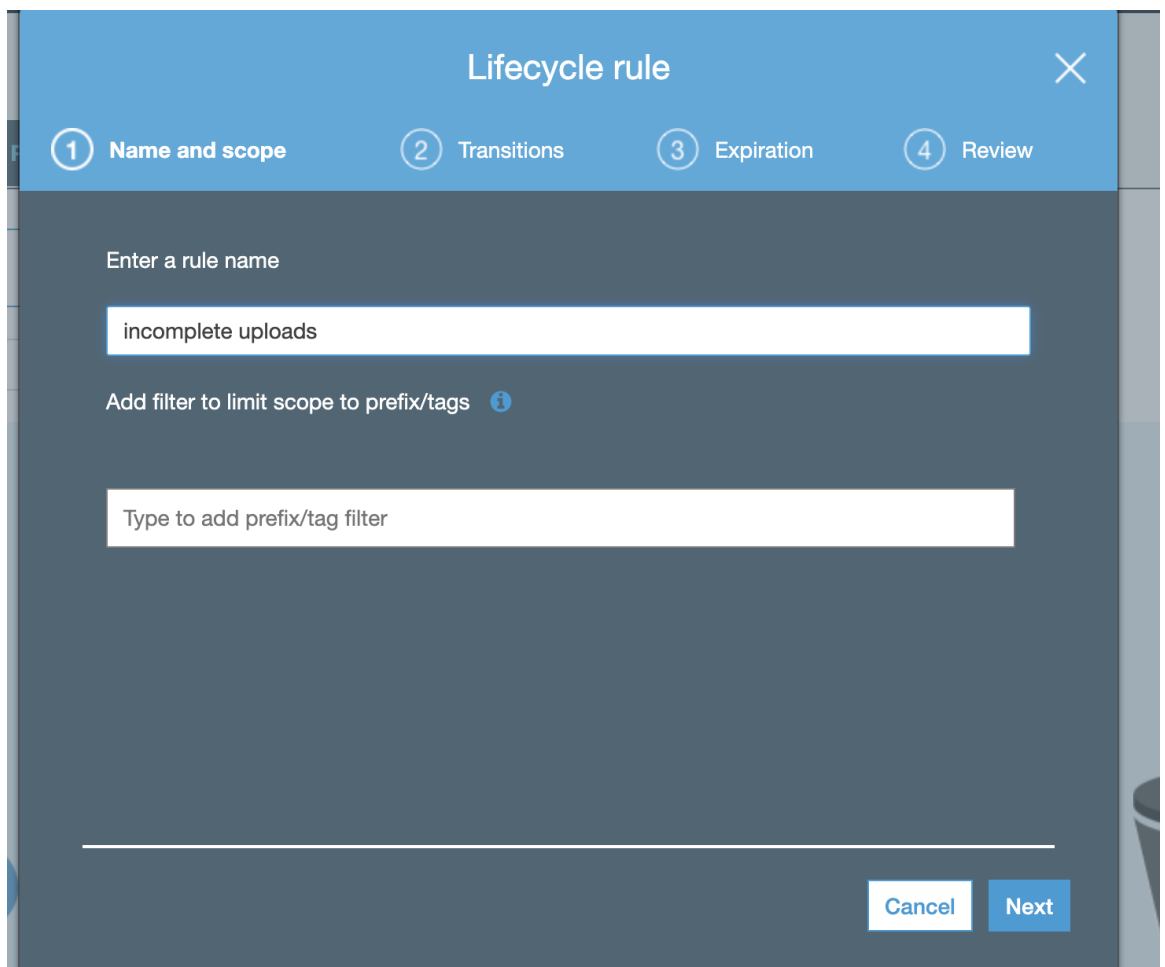 Lifecycle rule
1 Name and scope 2 Transitions 3 Expiration 4 Review
Enter a rule name
incomplete uploads
Add filter to limit scope to prefix/tags
Type to add prefix/tag filter
Cancel Next